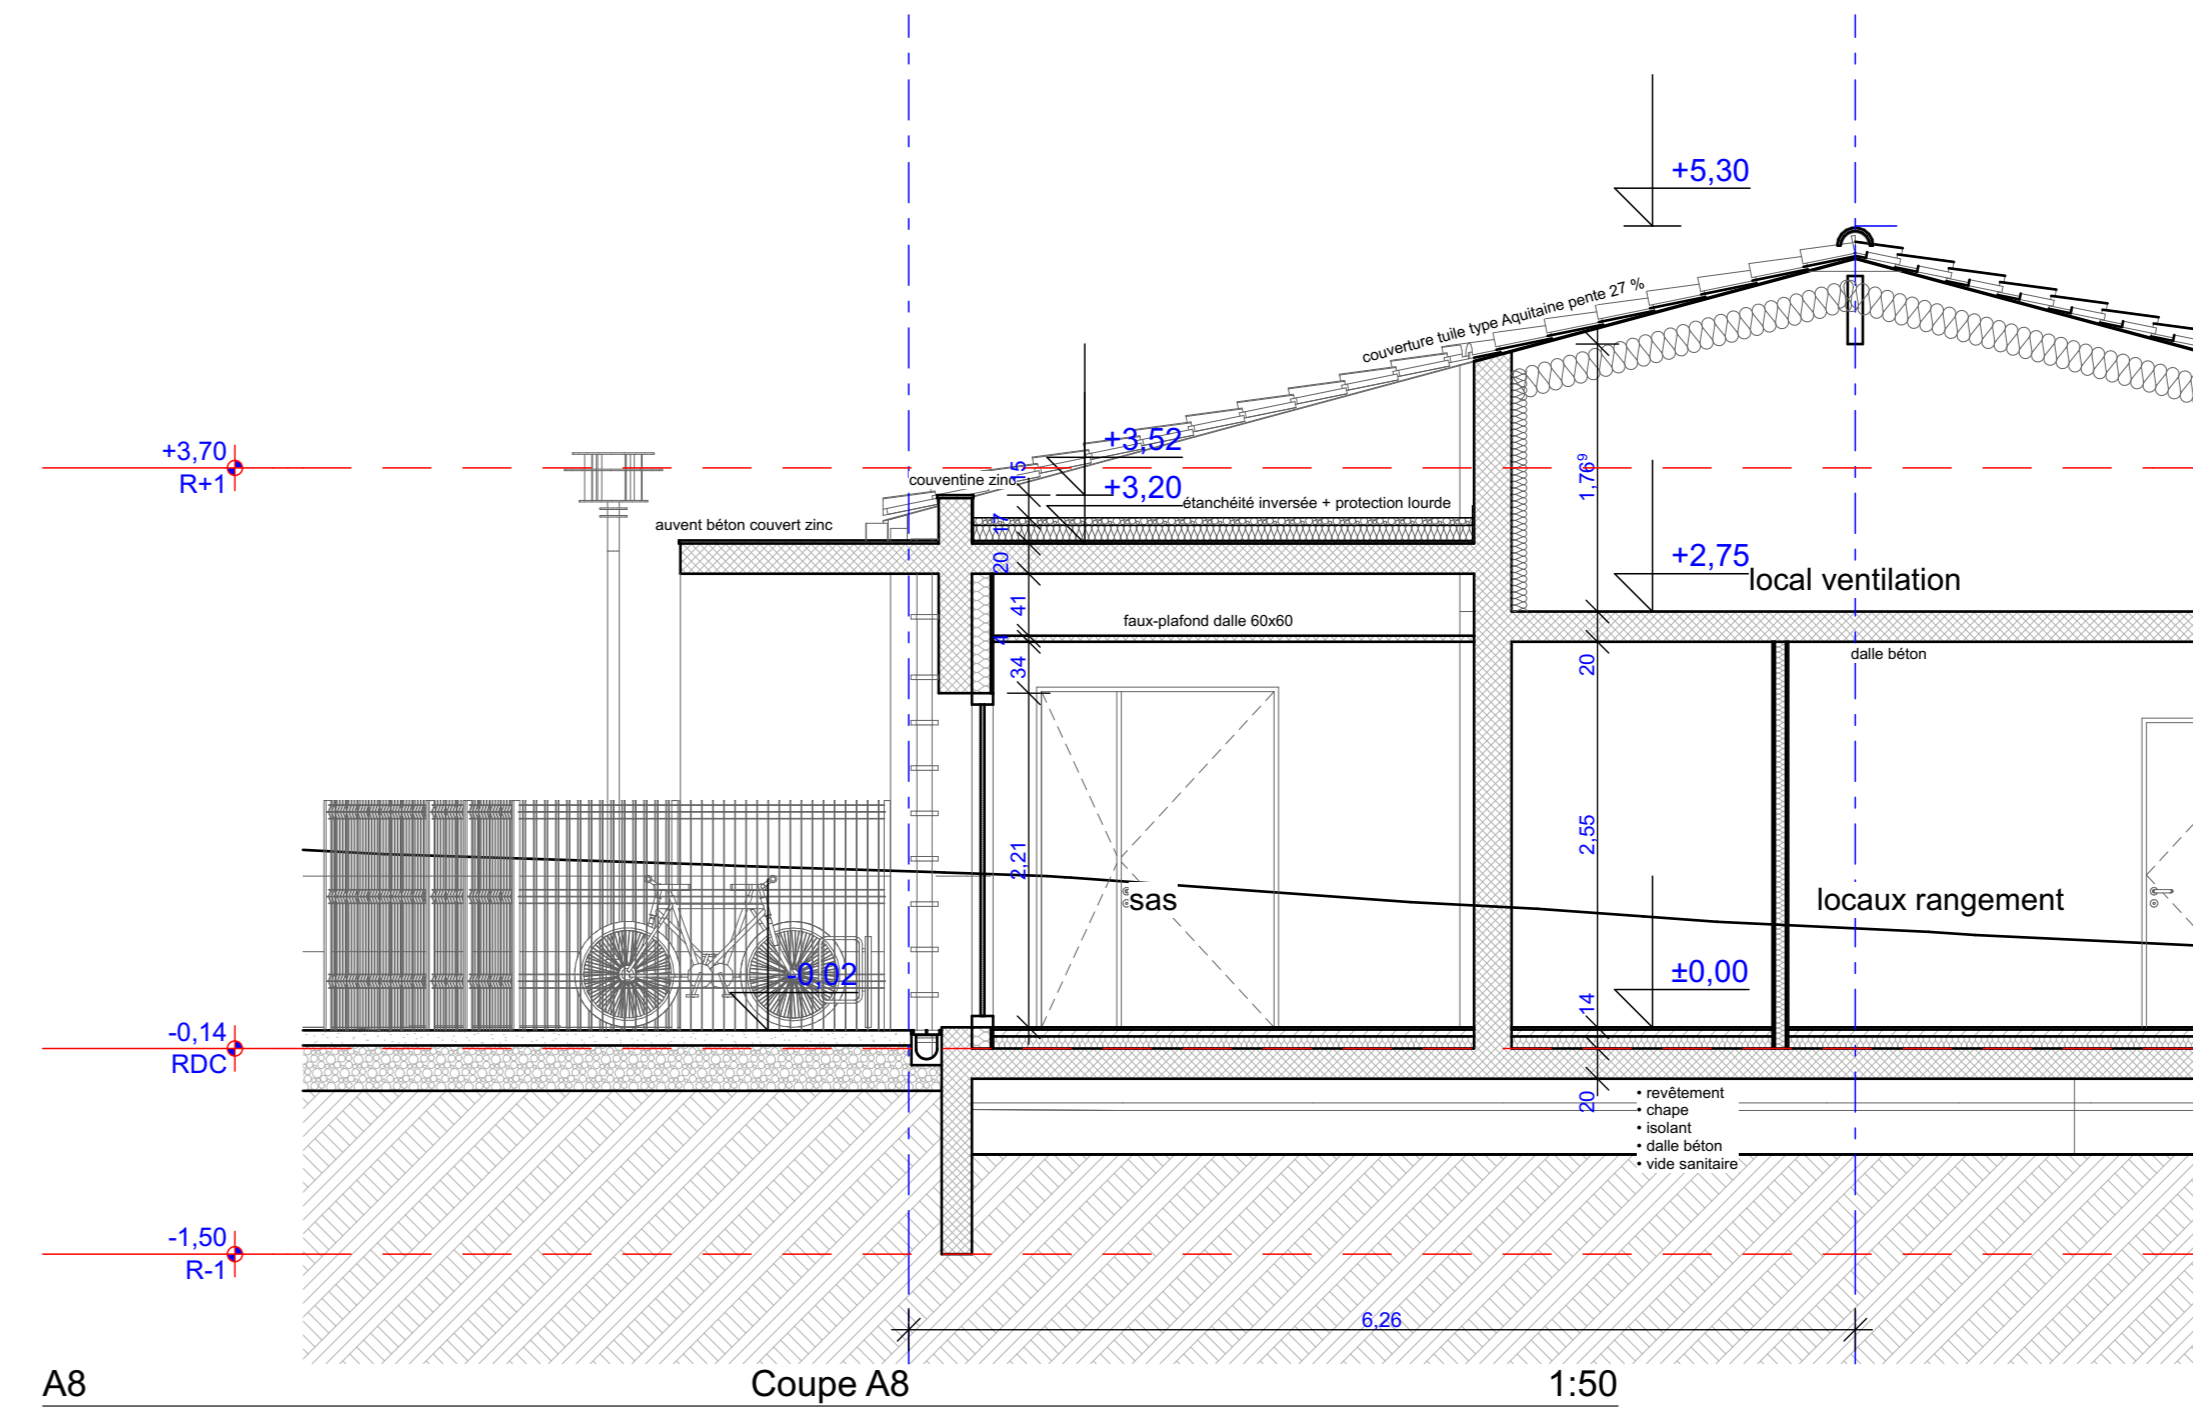 +5,30
couverture tuile type Aquitaine pente 27 %
+3,70
R+1
+3,52
couventine zinc
15
+3,20
étanchéité inversée + protection lourde
1,76⁹
auvent béton couvert zinc
17
20
+2,75
local ventilation
41
faux-plafond dalle 60x60
4
34
20
dalle béton
2,21
2,55
sas
locaux rangement
-0,02
±0,00
14
-0,14
RDC
20
• revêtement
• chape
• isolant
• dalle béton
• vide sanitaire
-1,50
R-1
6,26
A8
Coupe A8
1:50